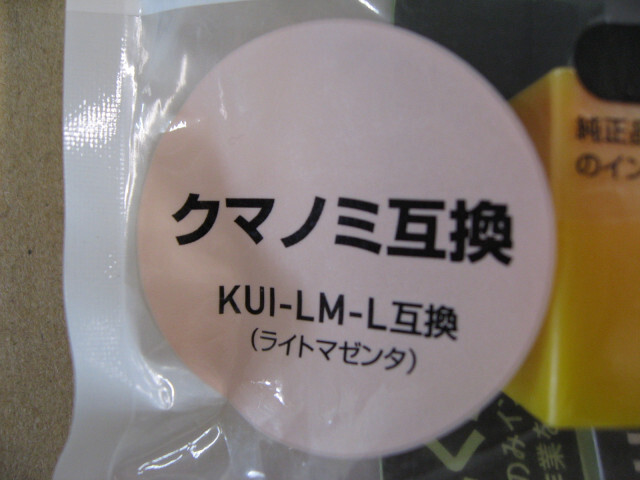 クマノミ互換
KUI-LM-L互換
(ライトマゼンタ)
純正品
のイン